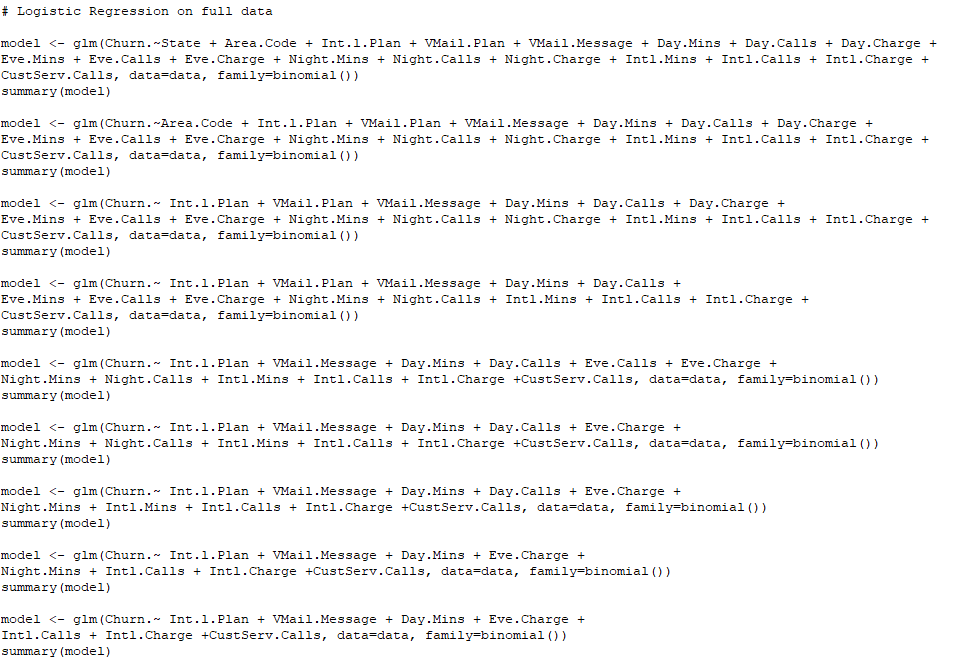 # Logistic Regression on full data
model <- glm(Churn.~State + Area.Code + Int.l.Plan + VMail.Plan + VMail.Message + Day.Mins + Day.Calls + Day.Charge +
Eve.Mins + Eve.Calls + Eve.Charge + Night.Mins + Night.Calls + Night.Charge + Intl.Mins + Intl.Calls + Intl.Charge +
CustServ.Calls, data=data, family=binomial())
summary(model)
model <- glm(Churn.~Area.Code + Int.l.Plan + VMail.Plan + VMail.Message + Day.Mins + Day.Calls + Day.Charge +
Eve.Mins + Eve.Calls + Eve.Charge + Night.Mins + Night.Calls + Night.Charge + Intl.Mins + Intl.Calls + Intl.Charge +
CustServ.Calls, data=data, family=binomial())
summary(model)
model <- glm(Churn.~ Int.l.Plan + VMail.Plan + VMail.Message + Day.Mins + Day.Calls + Day.Charge +
Eve.Mins + Eve.Calls + Eve.Charge + Night.Mins + Night.Calls + Night.Charge + Intl.Mins + Intl.Calls + Intl.Charge +
CustServ.Calls, data=data, family=binomial())
summary(model)
model <- glm(Churn.~ Int.l.Plan + VMail.Plan + VMail.Message + Day.Mins + Day.Calls +
Eve.Mins + Eve.Calls + Eve.Charge + Night.Mins + Night.Calls + Intl.Mins + Intl.Calls + Intl.Charge +
CustServ.Calls, data=data, family=binomial())
summary(model)
model <- glm(Churn.~ Int.l.Plan + VMail.Message + Day.Mins + Day.Calls + Eve.Calls + Eve.Charge +
Night.Mins + Night.Calls + Intl.Mins + Intl.Calls + Intl.Charge +CustServ.Calls, data=data, family=binomial())
summary(model)
model <- glm(Churn.~ Int.l.Plan + VMail.Message + Day.Mins + Day.Calls + Eve.Charge +
Night.Mins + Night.Calls + Intl.Mins + Intl.Calls + Intl.Charge +CustServ.Calls, data=data, family=binomial())
summary(model)
model <- glm(Churn.~ Int.l.Plan + VMail.Message + Day.Mins + Day.Calls + Eve.Charge +
Night.Mins + Intl.Mins + Intl.Calls + Intl.Charge +CustServ.Calls, data=data, family=binomial())
summary(model)
model <- glm(Churn.~ Int.l.Plan + VMail.Message + Day.Mins + Eve.Charge +
Night.Mins + Intl.Calls + Intl.Charge +CustServ.Calls, data=data, family=binomial())
summary(model)
model <- glm(Churn.~ Int.l.Plan + VMail.Message + Day.Mins + Eve.Charge +
Intl.Calls + Intl.Charge +CustServ.Calls, data=data, family=binomial())
summary(model)